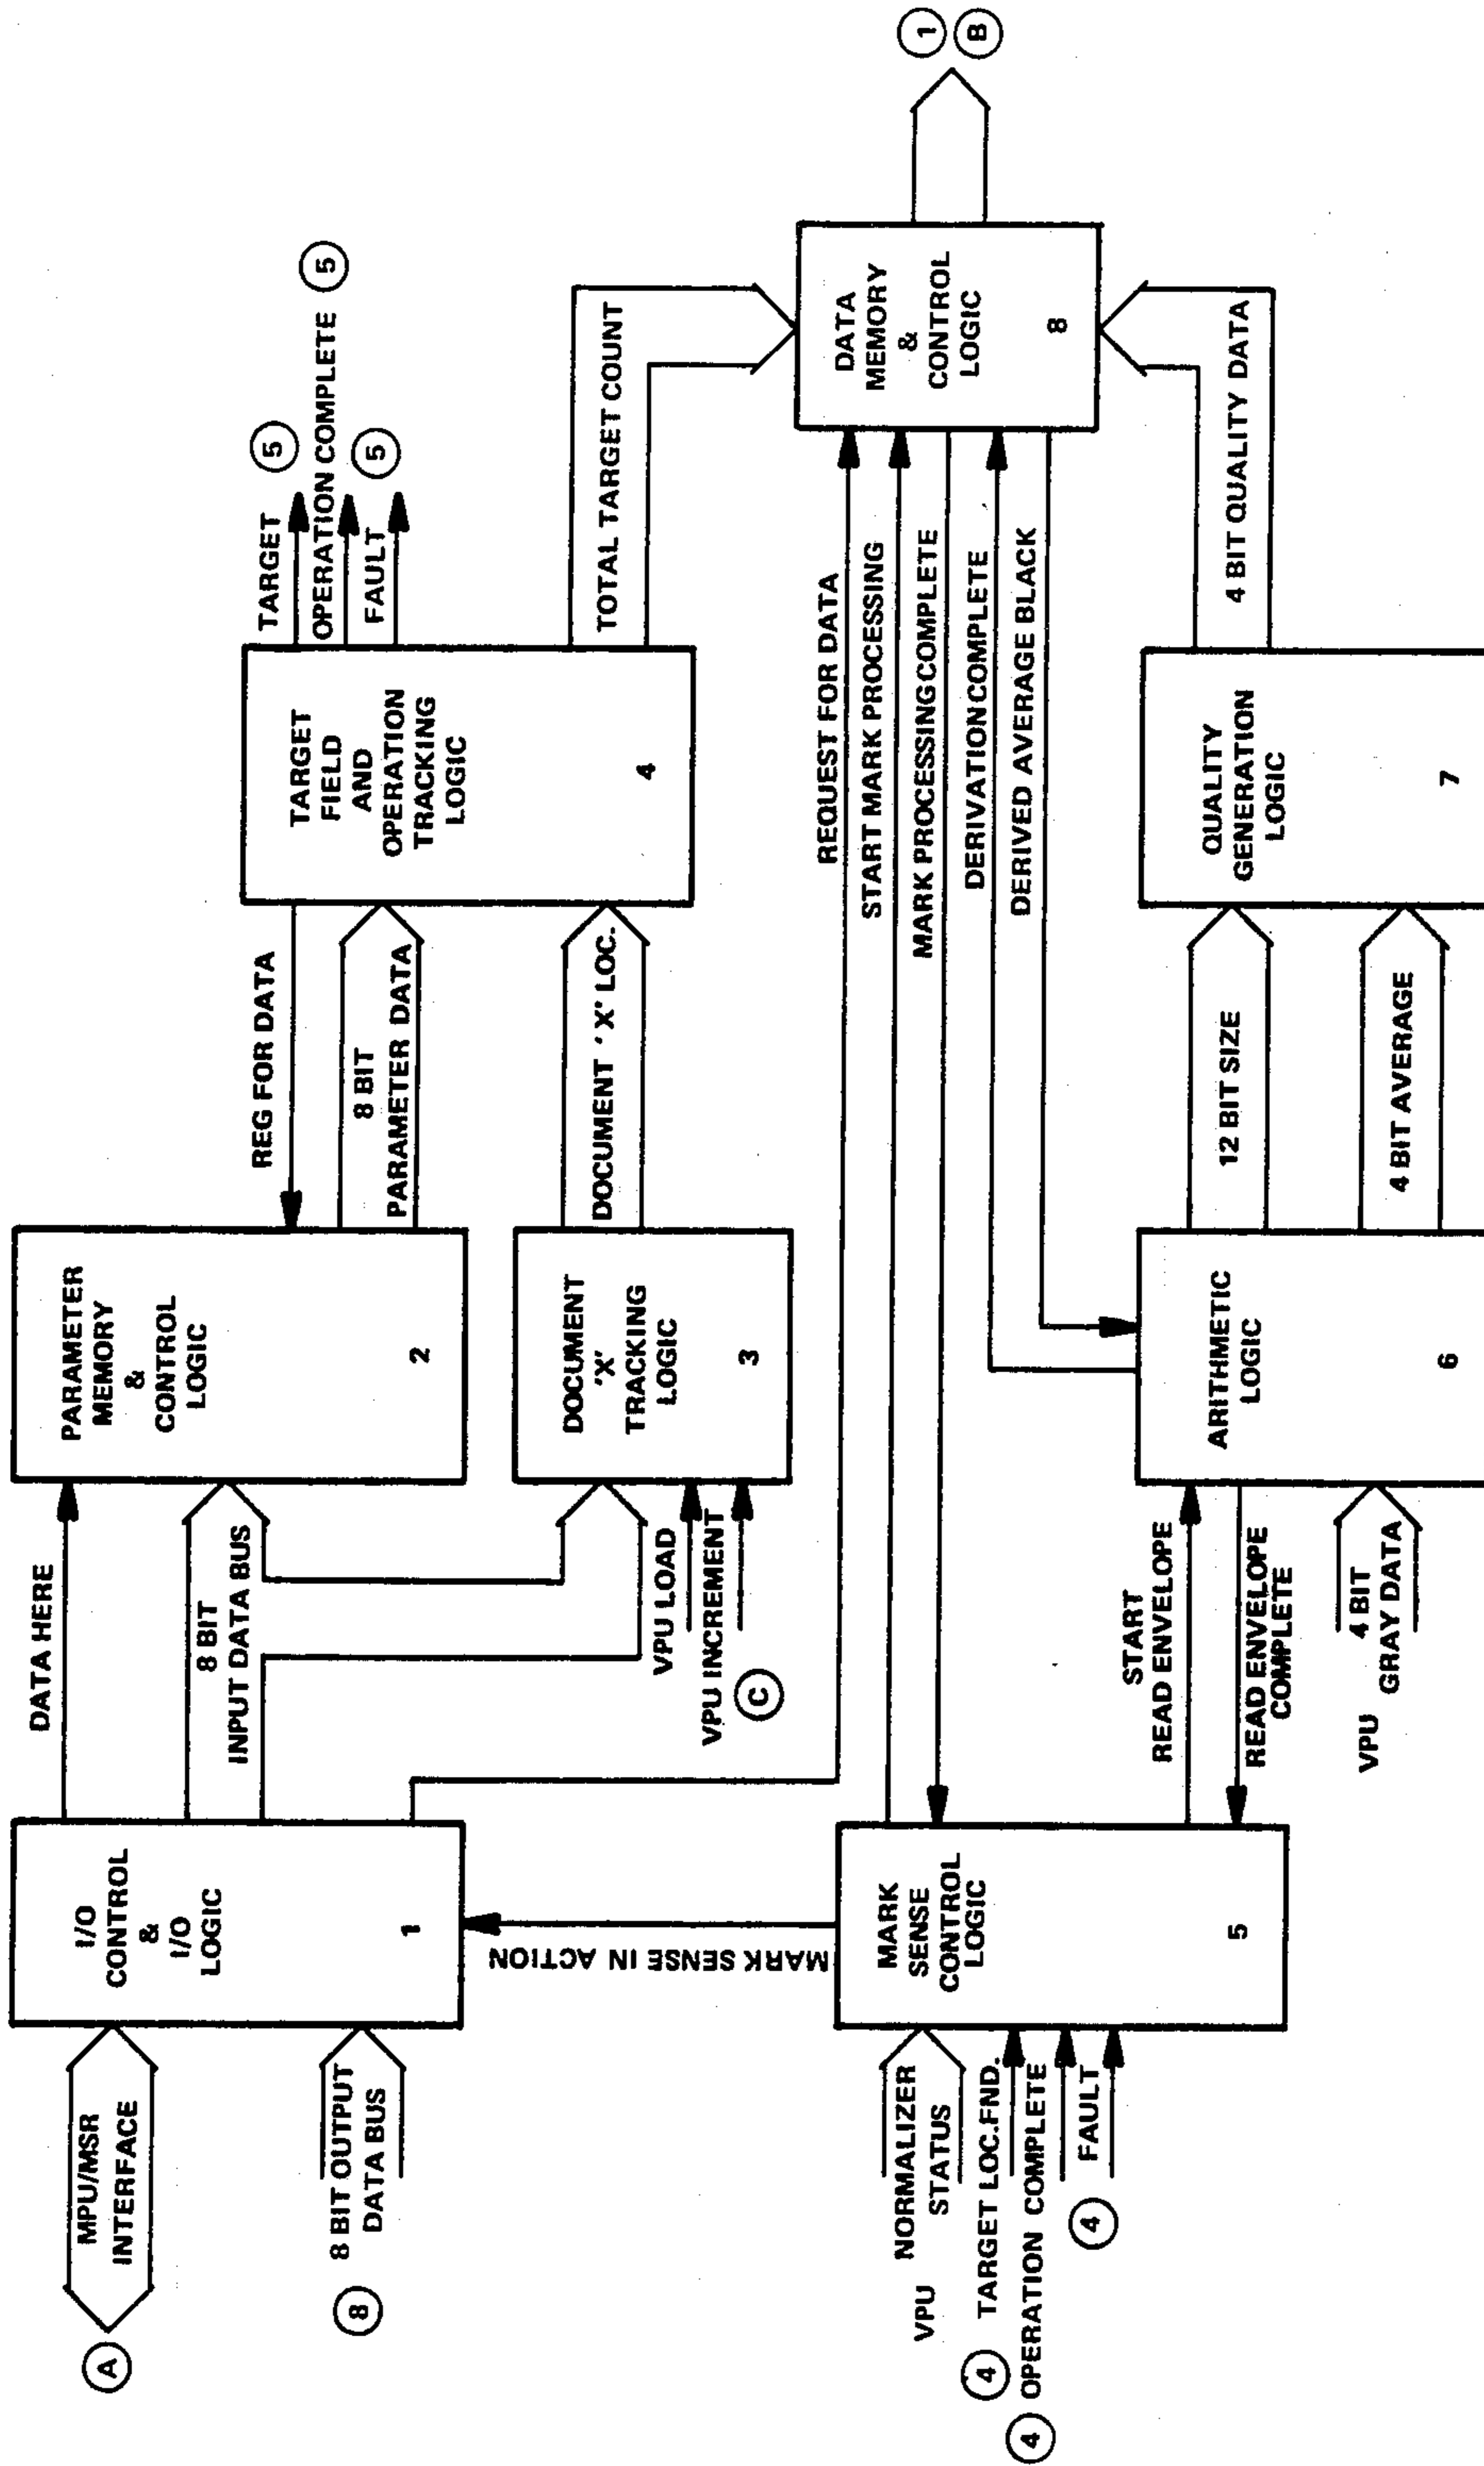 A
MPU/MSR
INTERFACE
8
8 BIT OUTPUT
DATA BUS
I/O
CONTROL
&
I/O
LOGIC
1
DATA HERE
8 BIT
INPUT DATA BUS
PARAMETER
MEMORY
&
CONTROL
LOGIC
2
REG FOR DATA
8 BIT
PARAMETER DATA
TARGET
FIELD
AND
OPERATION
TRACKING
LOGIC
4
TARGET
5
OPERATION COMPLETE
5
FAULT
5
TOTAL TARGET COUNT
VPU LOAD
VPU INCREMENT
C
DOCUMENT
'X'
TRACKING
LOGIC
3
DOCUMENT 'X' LOC.
MARK SENSE IN ACTION
VPU
NORMALIZER
STATUS
4
TARGET LOC.FND.
4
OPERATION COMPLETE
4
FAULT
MARK
SENSE
CONTROL
LOGIC
5
REQUEST FOR DATA
START MARK PROCESSING
MARK PROCESSING COMPLETE
DERIVATION COMPLETE
DERIVED AVERAGE BLACK
DATA
MEMORY
&
CONTROL
LOGIC
8
1
B
START
READ ENVELOPE
READ ENVELOPE
COMPLETE
VPU
4 BIT
GRAY DATA
ARITHMETIC
LOGIC
6
12 BIT SIZE
4 BIT AVERAGE
QUALITY
GENERATION
LOGIC
7
4 BIT QUALITY DATA